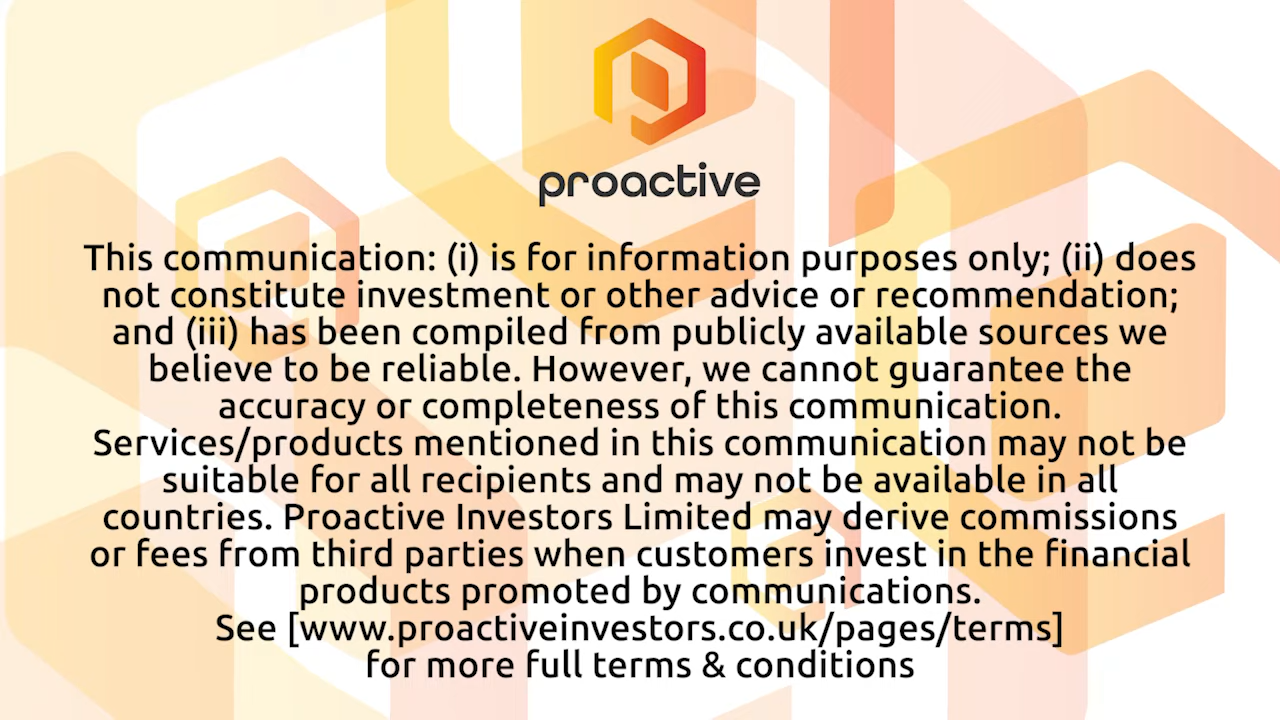 proactive
This communication: (i) is for information purposes only; (ii) does
not constitute investment or other advice or recommendation;
and (iii) has been compiled from publicly available sources we
believe to be reliable. However, we cannot guarantee the
accuracy or completeness of this communication.
Services/products mentioned in this communication may not be
suitable for all recipients and may not be available in all
countries. Proactive Investors Limited may derive commissions
or fees from third parties when customers invest in the financial
products promoted by communications.
See [www.proactiveinvestors.co.uk/pages/terms]
for more full terms & conditions